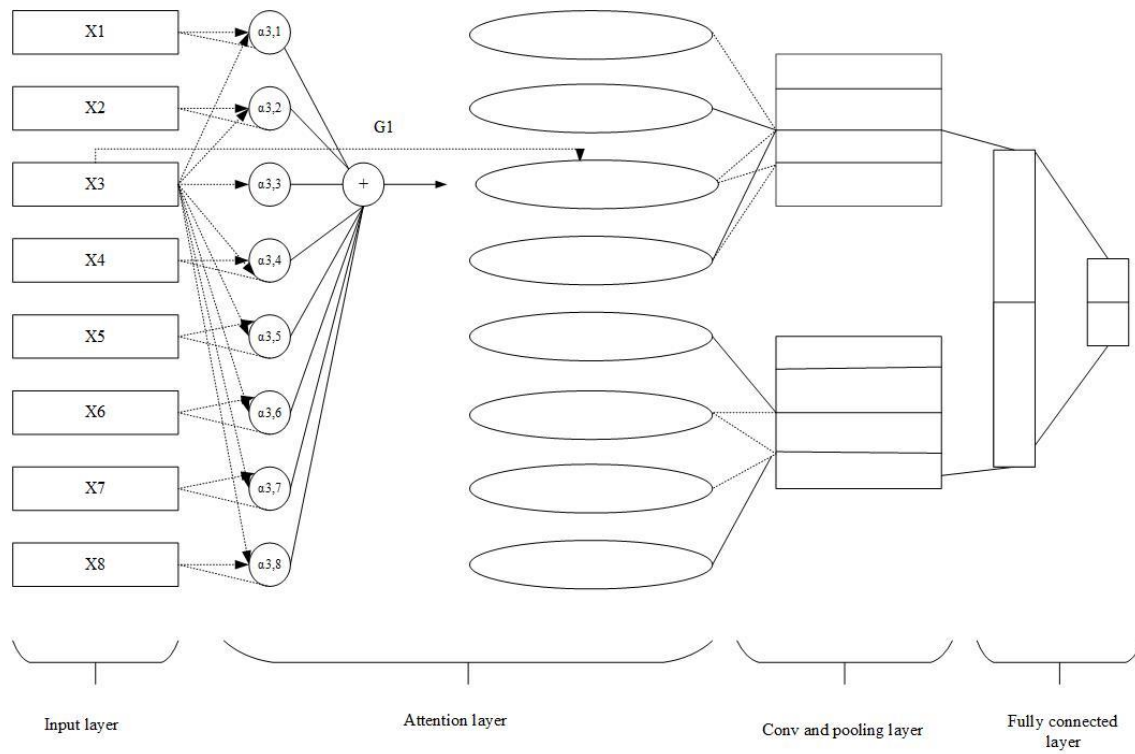 X1
α3,1
X2
α3,2
G1
X3
α3,3
+
X4
α3,4
X5
α3,5
X6
α3,6
X7
α3,7
X8
α3,8
Input layer
Attention layer
Conv and pooling layer
Fully connected
layer